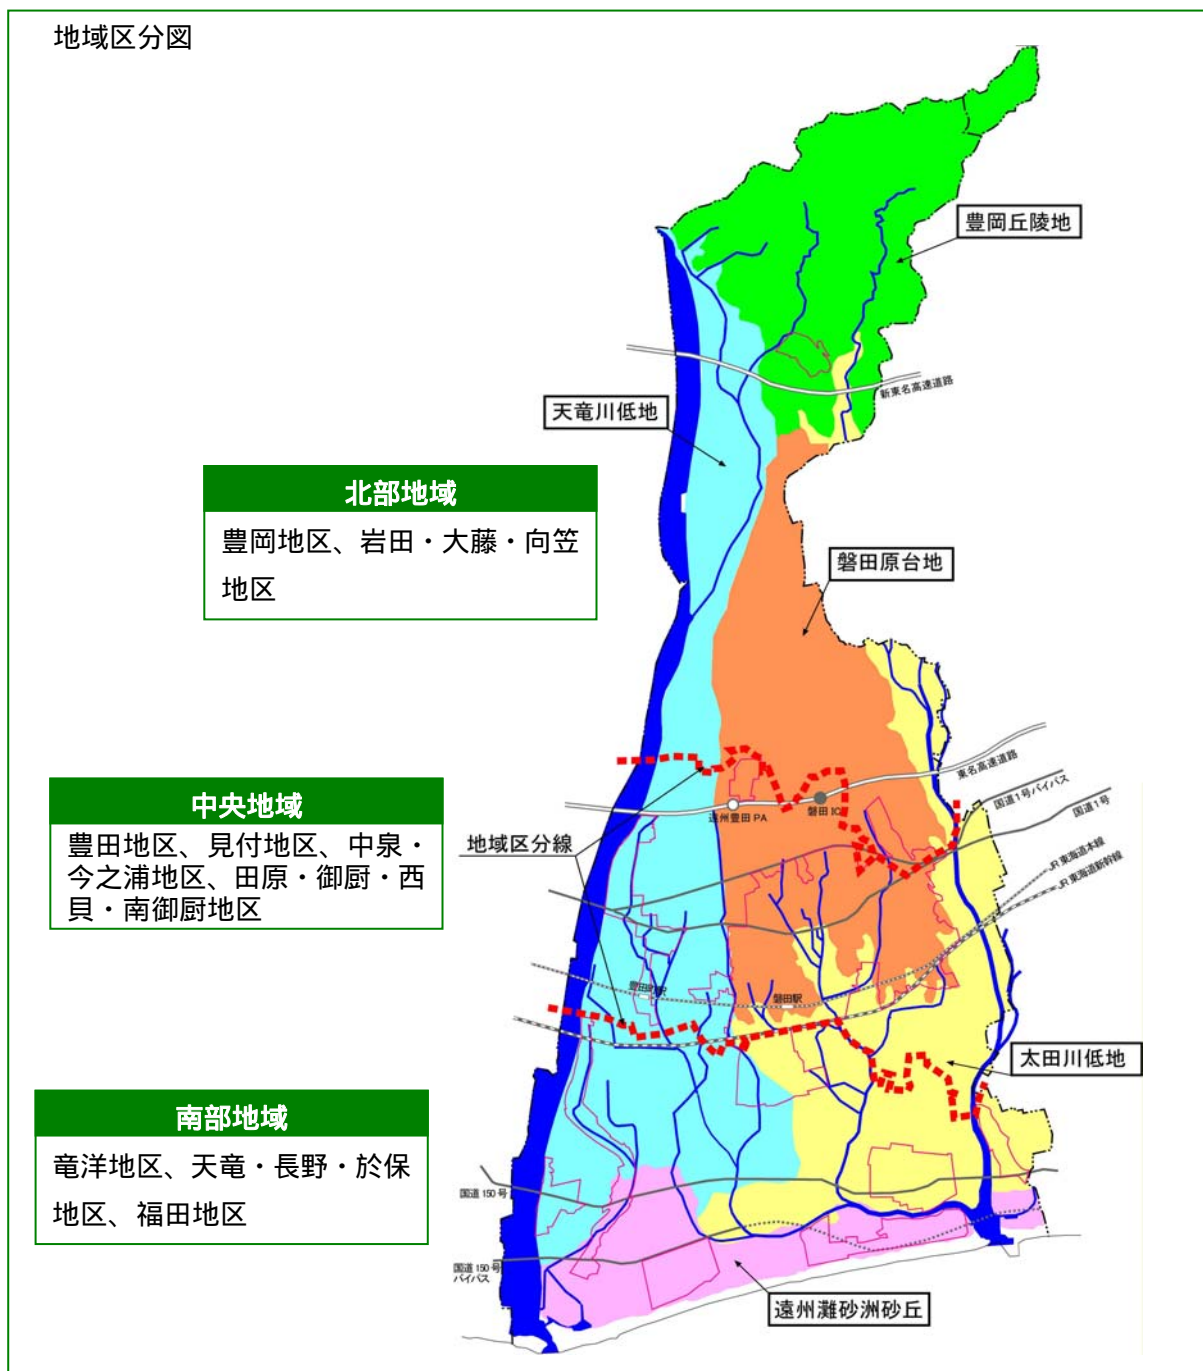 地域区分図
豊岡丘陵地
新東名高速道路
天竜川低地
北部地域
豊岡地区、岩田・大藤・向笠
地区
磐田原台地
東名高速道路
国道1号バイパス
国道1号
遠州豊田PA
磐田IC
中央地域
豊田地区、見付地区、中泉・
今之浦地区、田原・御厨・西
貝・南御厨地区
地域区分線
JR東海道本線
JR東海道新幹線
豊田町駅
磐田駅
太田川低地
南部地域
竜洋地区、天竜・長野・於保
地区、福田地区
国道150号
国道150号
バイパス
遠州灘砂洲砂丘